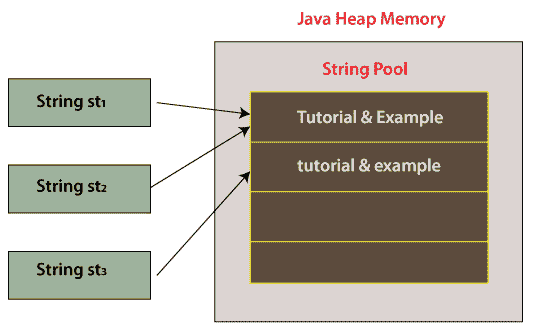 Java Heap Memory
String Pool
String st₁
Tutorial & Example
String st₂
tutorial & example
String st₃